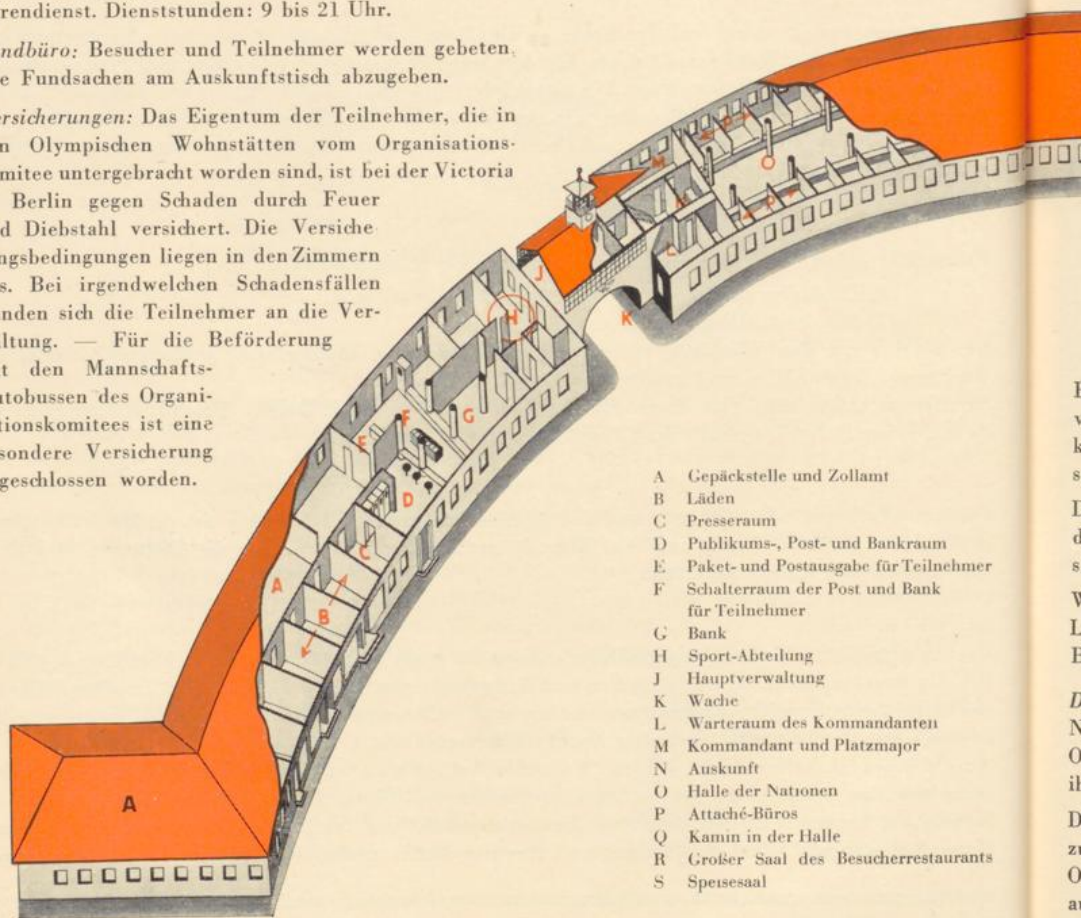 rendienst. Dienststunden: 9 bis 21 Uhr.
ndbüro: Besucher und Teilnehmer werden gebeten,
e Fundsachen am Auskunftstisch abzugeben.
ersicherungen: Das Eigentum der Teilnehmer, die in
n Olympischen Wohnstätten vom Organisations-
mitee untergebracht worden sind, ist bei der Victoria
Berlin gegen Schaden durch Feuer
d Diebstahl versichert. Die Versiche
ngsbedingungen liegen in den Zimmern
s. Bei irgendwelchen Schadensfällen
nden sich die Teilnehmer an die Ver-
ltung. — Für die Beförderung
t den Mannschafts-
tobussen des Organi-
tionskomitees ist eine
sondere Versicherung
geschlossen worden.
M
P
O
N
P
L
J
K
H
G
F
E
D
C
A
B
A
A Gepäckstelle und Zollamt
B Läden
C Presseraum
D Publikums-, Post- und Bankraum
E Paket- und Postausgabe für Teilnehmer
F Schalterraum der Post und Bank
für Teilnehmer
G Bank
H Sport-Abteilung
J Hauptverwaltung
K Wache
L Warteraum des Kommandanten
M Kommandant und Platzmajor
N Auskunft
O Halle der Nationen
P Attaché-Büros
Q Kamin in der Halle
R Großer Saal des Besucherrestaurants
S Speisesaal
v
k
s
d
s
W
L
D
N
O
ih
D
zu
O
au